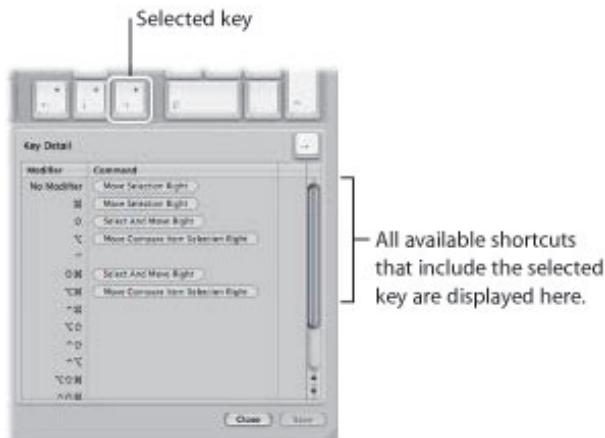 Selected key
Key Detail
Modifier Command
No Modifier Move Selection Right
⌘ Move Selection Right
⇧ Select And Move Right
⌥ Move Compare Item Selection Right
⌃
⇧⌘ Select And Move Right
⌥⌘ Move Compare Item Selection Right
⌃⌘
⌥⇧
⌃⇧
⌃⌥
⌥⇧⌘
All available shortcuts
that include the selected
key are displayed here.
Close Save